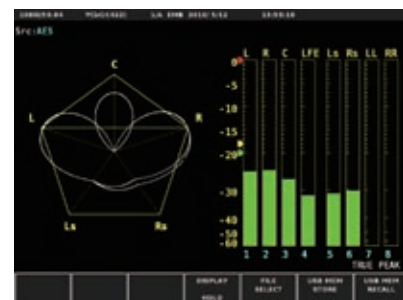 Src:AES
C
L
R
Ls
Rs
L R C LFE Ls Rs LL RR
0
-5
-10
-15
-20
-30
-40
-50
-60
1 2 3 4 5 6 7 8
TRUE PEAK
DISPLAY
HOLD
FILE
SELECT
USB MEM
STORE
USB MEM
RECALL